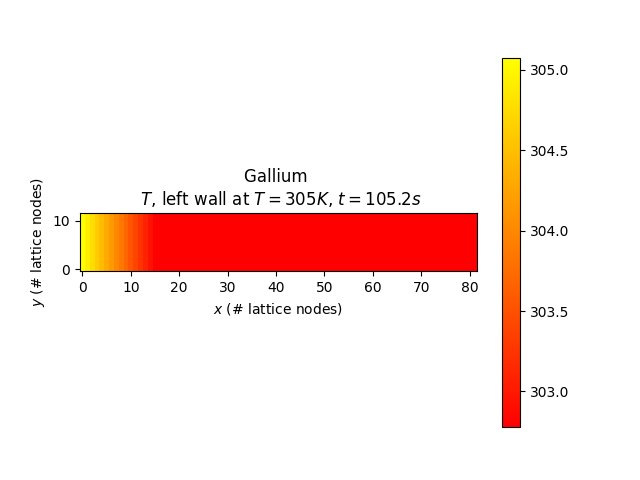 Gallium
T, left wall at T = 305K, t = 105.2s
y (# lattice nodes)
10
0
0 10 20 30 40 50 60 70 80
x (# lattice nodes)
305.0
304.5
304.0
303.5
303.0